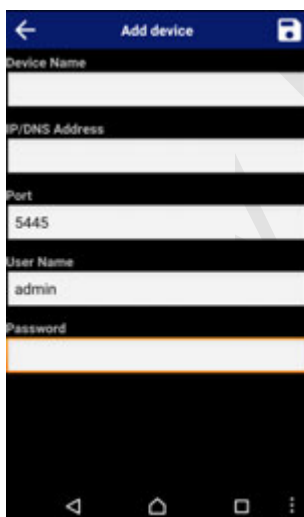 Add device
Device Name
IP/DNS Address
Port
5445
User Name
admin
Password